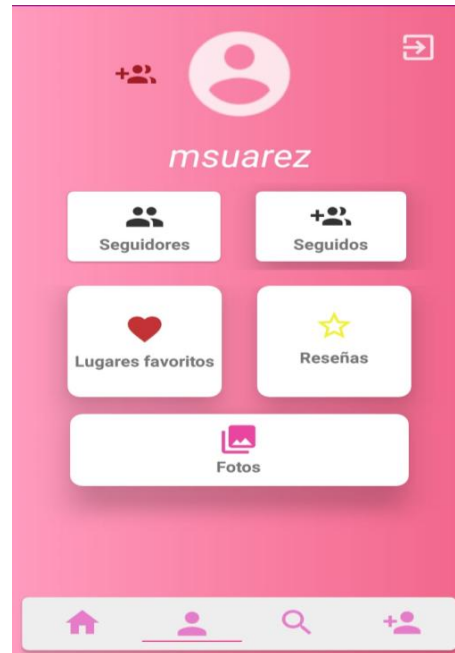 msuarez
Seguidores
Seguidos
Lugares favoritos
Reseñas
Fotos